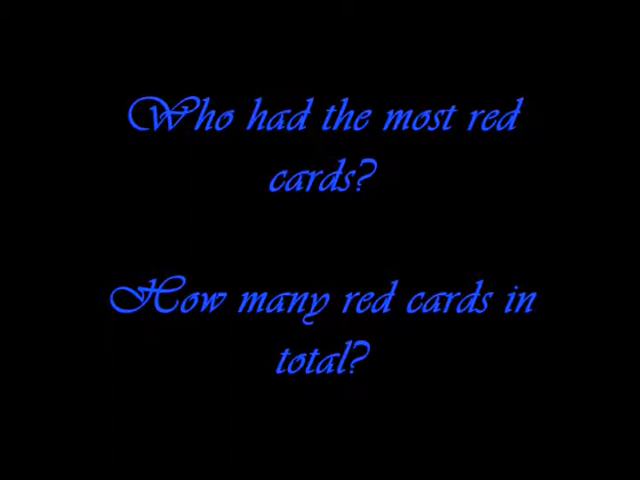 Who had the most red
cards?
How many red cards in
total?